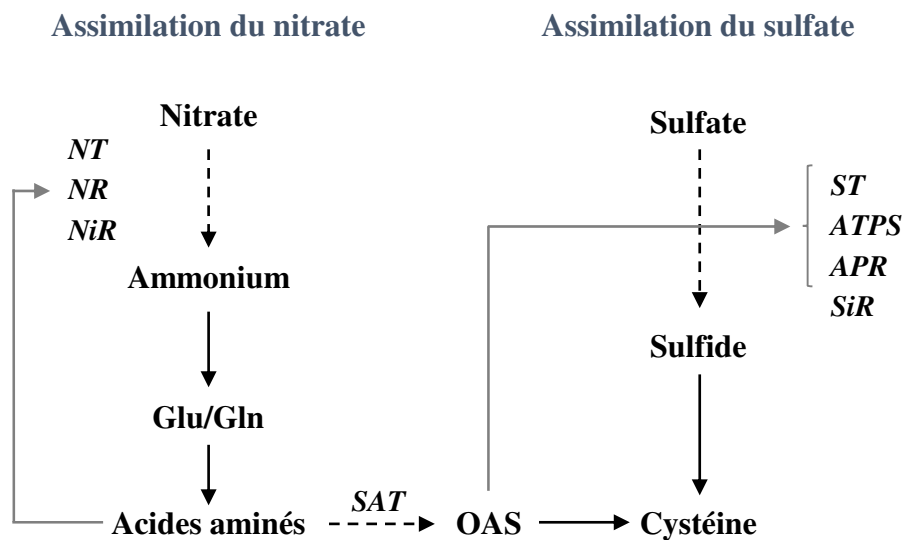 Assimilation du nitrate
Assimilation du sulfate
Nitrate
Sulfate
NT
NR
NiR
ST
ATPS
APR
SiR
Ammonium
Sulfide
Glu/Gln
SAT
Acides aminés
OAS
Cystéine